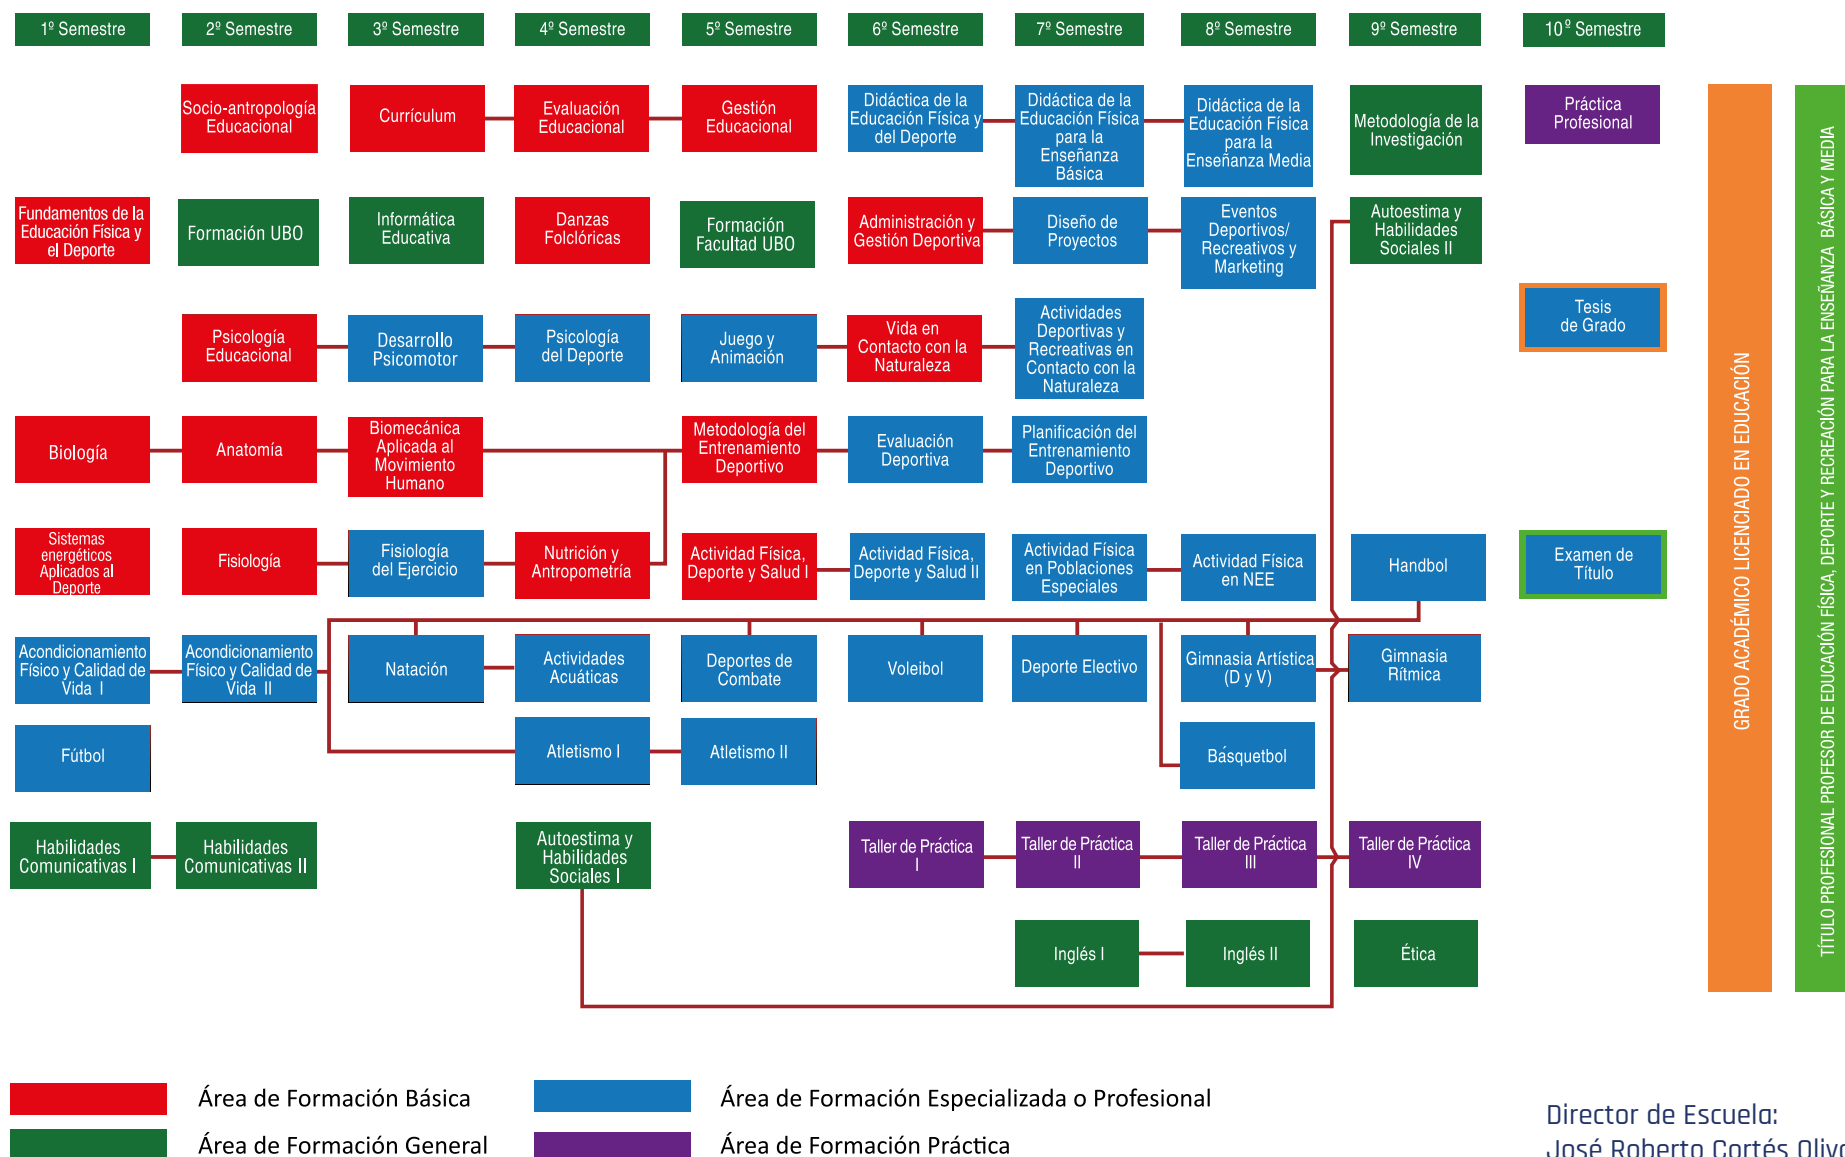 1º Semestre
2º Semestre
3º Semestre
4º Semestre
5º Semestre
6º Semestre
7º Semestre
8º Semestre
9º Semestre
10º Semestre
Socio-antropología
Educacional
Currículum
Evaluación
Educacional
Gestión
Educacional
Didáctica de la
Educación Física y
del Deporte
Didáctica de la
Educación Física
para la
Enseñanza
Básica
Didáctica de la
Educación Física
para la
Enseñanza Media
Metodología de la
Investigación
Práctica
Profesional
Fundamentos de la
Educación Física y
el Deporte
Formación UBO
Informática
Educativa
Danzas
Folclóricas
Formación
Facultad UBO
Administración y
Gestión Deportiva
Diseño de
Proyectos
Eventos
Deportivos/
Recreativos y
Marketing
Autoestima y
Habilidades
Sociales II
Psicología
Educacional
Desarrollo
Psicomotor
Psicología
del Deporte
Juego y
Animación
Vida en
Contacto con la
Naturaleza
Actividades
Deportivas y
Recreativas en
Contacto con la
Naturaleza
Tesis
de Grado
Biología
Anatomía
Biomecánica
Aplicada al
Movimiento
Humano
Metodología del
Entrenamiento
Deportivo
Evaluación
Deportiva
Planificación del
Entrenamiento
Deportivo
Sistemas
energéticos
Aplicados al
Deporte
Fisiología
Fisiología
del Ejercicio
Nutrición y
Antropometría
Actividad Física,
Deporte y Salud I
Actividad Física,
Deporte y Salud II
Actividad Física
en Poblaciones
Especiales
Actividad Física
en NEE
Handbol
Examen de
Título
Acondicionamiento
Físico y Calidad de
Vida I
Acondicionamiento
Físico y Calidad de
Vida II
Natación
Actividades
Acuáticas
Deportes de
Combate
Voleibol
Deporte Electivo
Gimnasia Artística
(D y V)
Gimnasia
Rítmica
Fútbol
Atletismo I
Atletismo II
Básquetbol
Habilidades
Comunicativas I
Habilidades
Comunicativas II
Autoestima y
Habilidades
Sociales I
Taller de Práctica
I
Taller de Práctica
II
Taller de Práctica
III
Taller de Práctica
IV
Inglés I
Inglés II
Ética
GRADO ACADÉMICO LICENCIADO EN EDUCACIÓN
TÍTULO PROFESIONAL PROFESOR DE EDUCACIÓN FÍSICA, DEPORTE Y RECREACIÓN PARA LA ENSEÑANZA BÁSICA Y MEDIA
Área de Formación Básica
Área de Formación Especializada o Profesional
Área de Formación General
Área de Formación Práctica
Director de Escuela:
José Roberto Cortés